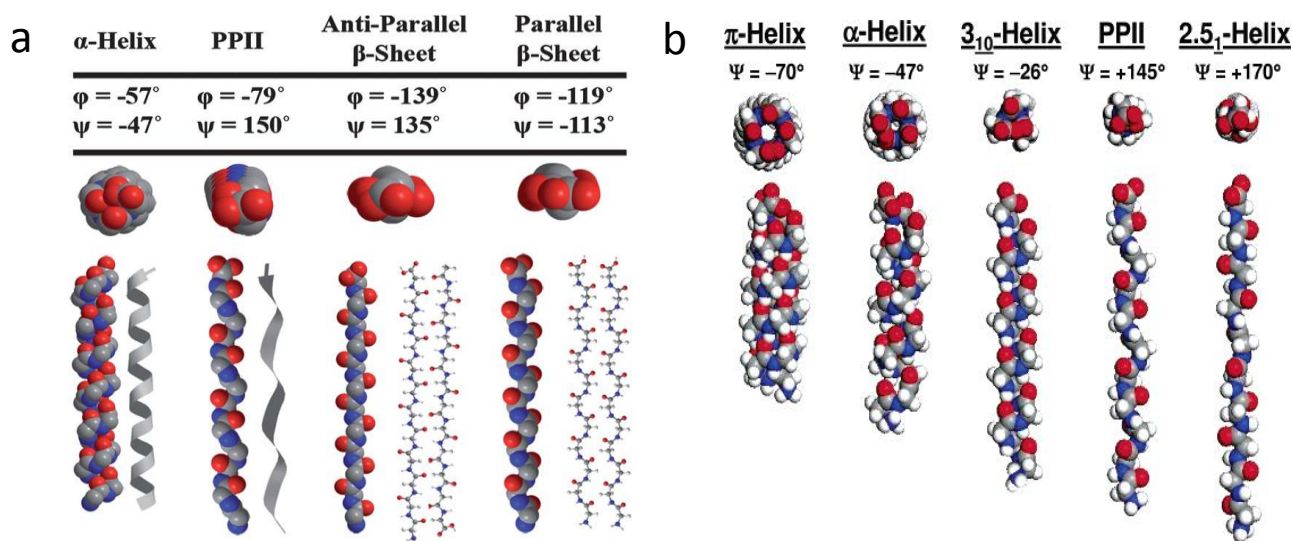 a
α-Helix PPII Anti-Parallel β-Sheet Parallel β-Sheet
φ = -57° φ = -79° φ = -139° φ = -119°
ψ = -47° ψ = 150° ψ = 135° ψ = -113°
b
π-Helix α-Helix 3₁₀-Helix PPII 2.5₁-Helix
Ψ = –70° Ψ = –47° Ψ = –26° Ψ = +145° Ψ = +170°